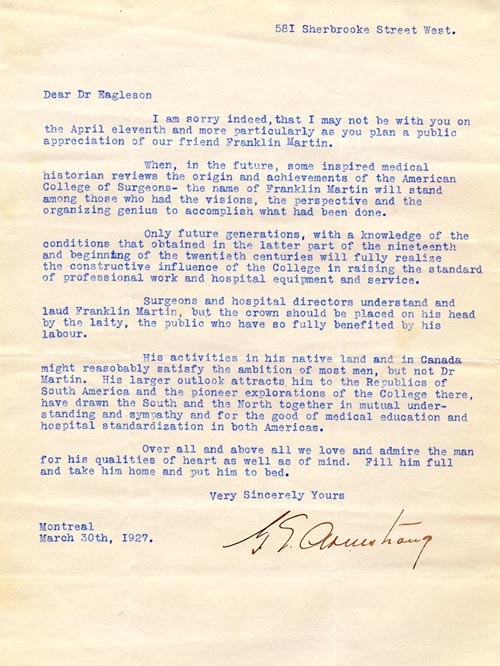 58I Sherbrooke Street West.
Dear Dr Eagleson
I am sorry indeed,that I may not be with you on
the April eleventh and more particularly as you plan a public
appreciation of our friend Franklin Martin.
When, in the future, some inspired medical
historian reviews the origin and achievements of the American
College of Surgeons- the name of Franklin Martin will stand
among those who had the visions, the perspective and the
organizing genius to accomplish what had been done.
Only future generations, with a knowledge of the
conditions that obtained in the latter part of the nineteenth
and beginning of the twentieth centuries will fully realize
the constructive influence of the College in raising the standard
of professional work and hospital equipment and service.
Surgeons and hospital directors understand and
laud Franklin Martin, but the crown should be placed on his head
by the laity, the public who have so fully benefited by his
labour.
His activities in his native land and in Canada
might reasobably satisfy the ambition of most men, but not Dr
Martin. His larger outlook attracts him to the Republics of
South America and the pioneer explorations of the College there,
have drawn the South and the North together in mutual under-
standing and sympathy and for the good of medical education and
hospital standardization in both Americas.
Over all and above all we love and admire the man
for his qualities of heart as well as of mind. Fill him full
and take him home and put him to bed.
Very Sincerely Yours
Montreal
March 30th, I927.
G E Armstrong